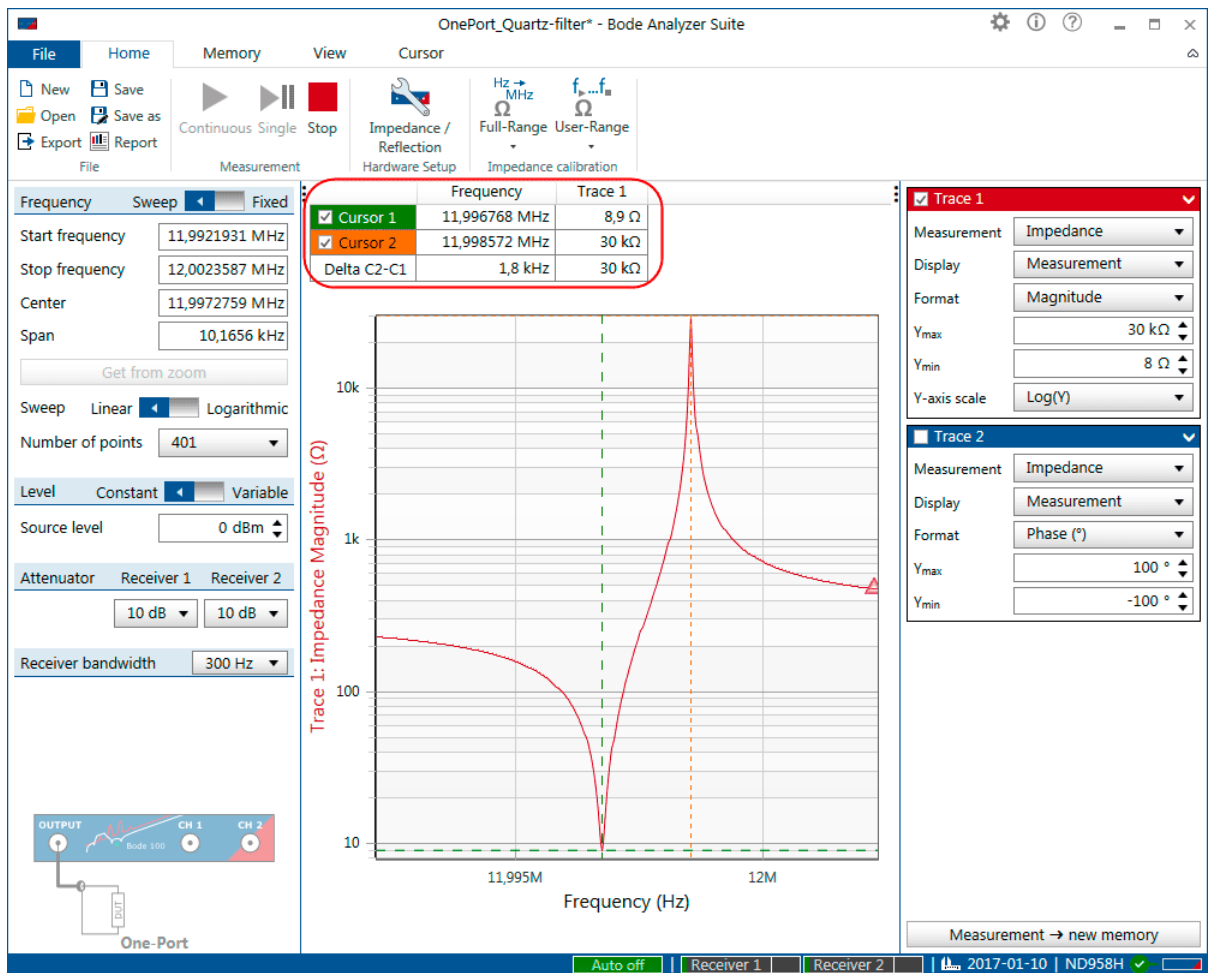 OnePort_Quartz-filter* - Bode Analyzer Suite
File Home Memory View Cursor
New Save
Open Save as
Export Report
File
Continuous Single Stop
Measurement
Impedance /
Reflection
Hardware Setup
Hz → MHz
Ω
Full-Range
f▸...f■
Ω
User-Range
Impedance calibration
Frequency Sweep Fixed
Start frequency 11,9921931 MHz
Stop frequency 12,0023587 MHz
Center 11,9972759 MHz
Span 10,1656 kHz
Get from zoom
Sweep Linear Logarithmic
Number of points 401
Level Constant Variable
Source level 0 dBm
Attenuator Receiver 1 Receiver 2
10 dB 10 dB
Receiver bandwidth 300 Hz
OUTPUT CH 1 CH 2
Bode 100
DUT
One-Port
Frequency Trace 1
Cursor 1 11,996768 MHz 8,9 Ω
Cursor 2 11,998572 MHz 30 kΩ
Delta C2-C1 1,8 kHz 30 kΩ
Trace 1: Impedance Magnitude (Ω)
10k
1k
100
10
11,995M 12M
Frequency (Hz)
Trace 1
Measurement Impedance
Display Measurement
Format Magnitude
Ymax 30 kΩ
Ymin 8 Ω
Y-axis scale Log(Y)
Trace 2
Measurement Impedance
Display Measurement
Format Phase (°)
Ymax 100 °
Ymin -100 °
Measurement → new memory
Auto off | Receiver 1 Receiver 2 | 2017-01-10 | ND958H